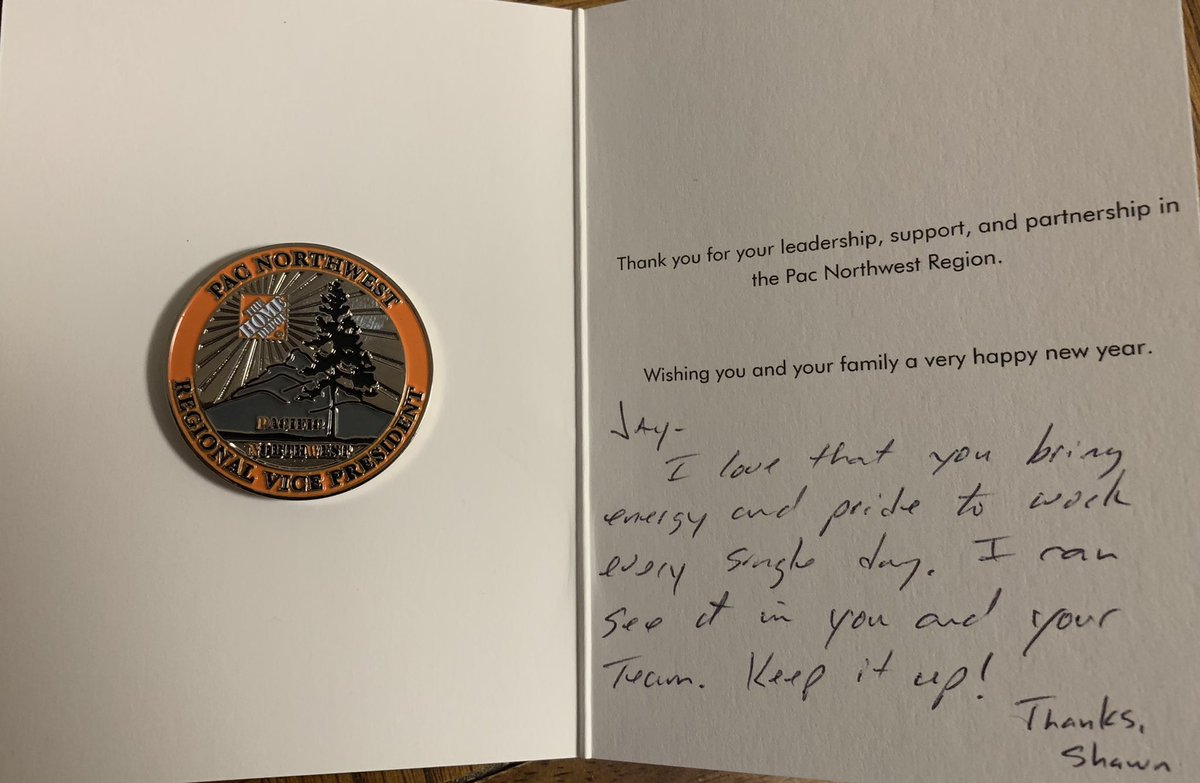 PAC NORTHWEST
THE
HOME
DEPOT
PACIFIC
NORTHWEST
REGIONAL VICE PRESIDENT
Thank you for your leadership, support, and partnership in
the Pac Northwest Region.
Wishing you and your family a very happy new year.
Jay-
I love that you bring
energy and pride to work
every single day. I can
see it in you and your
Team. Keep it up!
Thanks,
Shawn